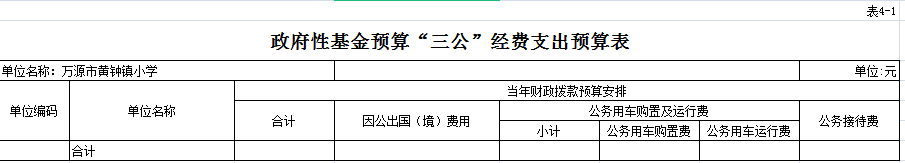 表4-1
政府性基金预算“三公”经费支出预算表
单位名称：万源市黄钟镇小学 单位:元
单位编码 单位名称 当年财政拨款预算安排
合计 因公出国（境）费用 公务用车购置及运行费 公务接待费
小计 公务用车购置费 公务用车运行费
合计